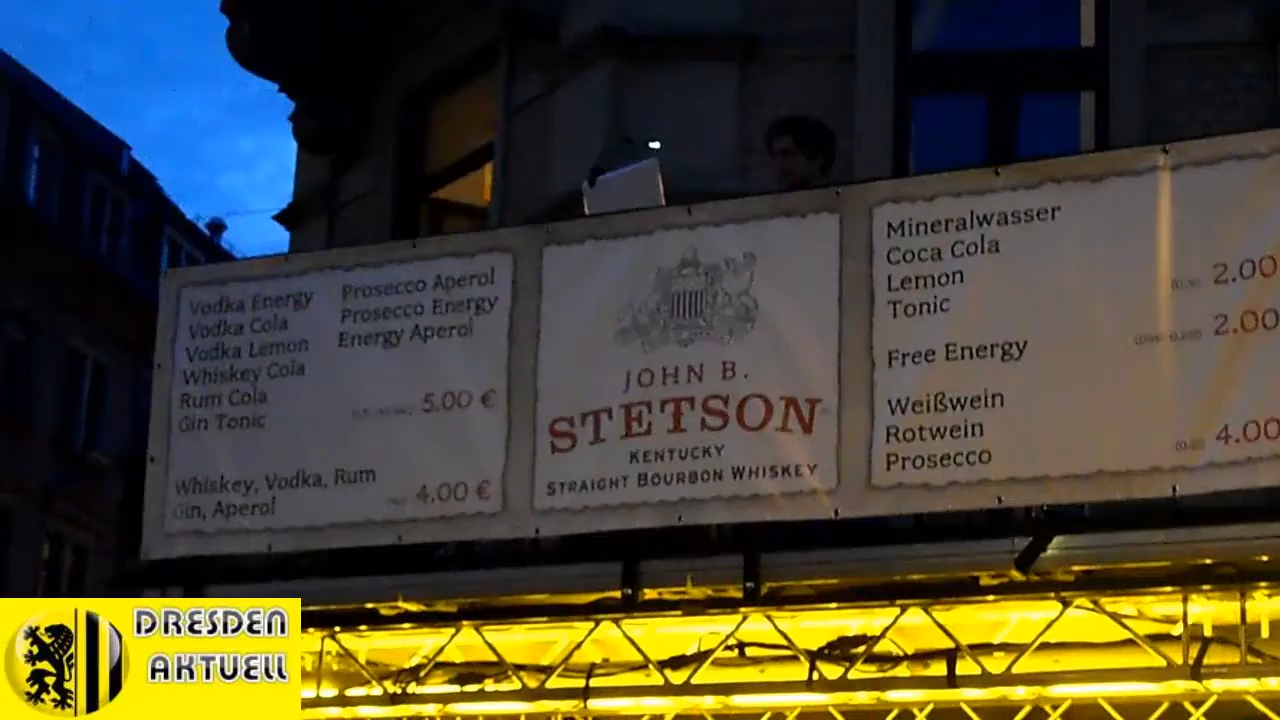 Vodka Energy
Vodka Cola
Vodka Lemon
Whiskey Cola
Rum Cola
Gin Tonic
Prosecco Aperol
Prosecco Energy
Energy Aperol
5.00 €
Whiskey, Vodka, Rum
Gin, Aperol
4.00 €
JOHN B.
STETSON
KENTUCKY
STRAIGHT BOURBON WHISKEY
Mineralwasser
Coca Cola
Lemon
Tonic
2.00
Free Energy
2.00
Weißwein
Rotwein
Prosecco
4.00
DRESDEN
AKTUELL